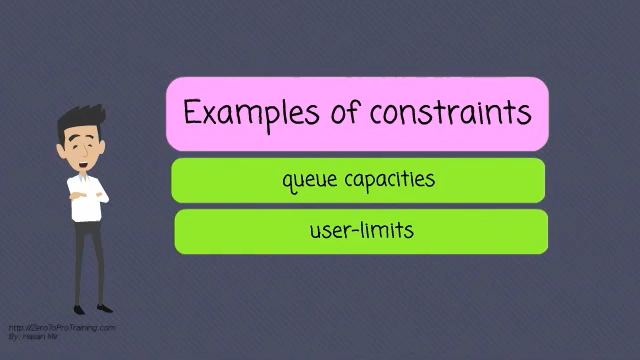 Examples of constraints
queue capacities
user-limits
http://ZeroToProTraining.com
By: Hasan Mir